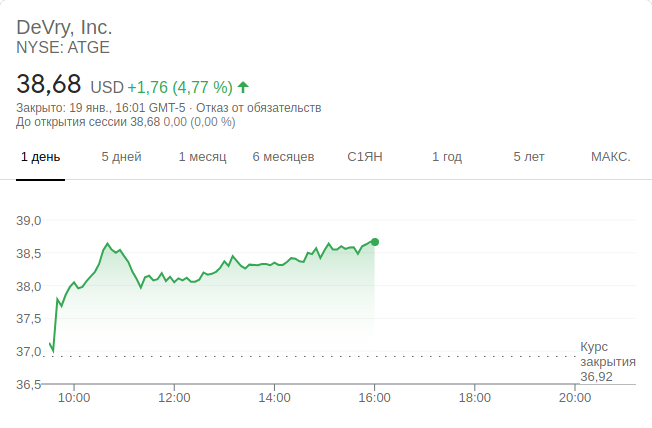 DeVry, Inc.
NYSE: ATGE
38,68 USD +1,76 (4,77 %)
Закрыто: 19 янв., 16:01 GMT-5 · Отказ от обязательств
До открытия сессии 38,68 0,00 (0,00 %)
1 день 5 дней 1 месяц 6 месяцев С1ЯН 1 год 5 лет МАКС.
39,0
38,5
38,0
37,5
37,0
36,5
Курс
закрытия
36,92
10:00 12:00 14:00 16:00 18:00 20:00